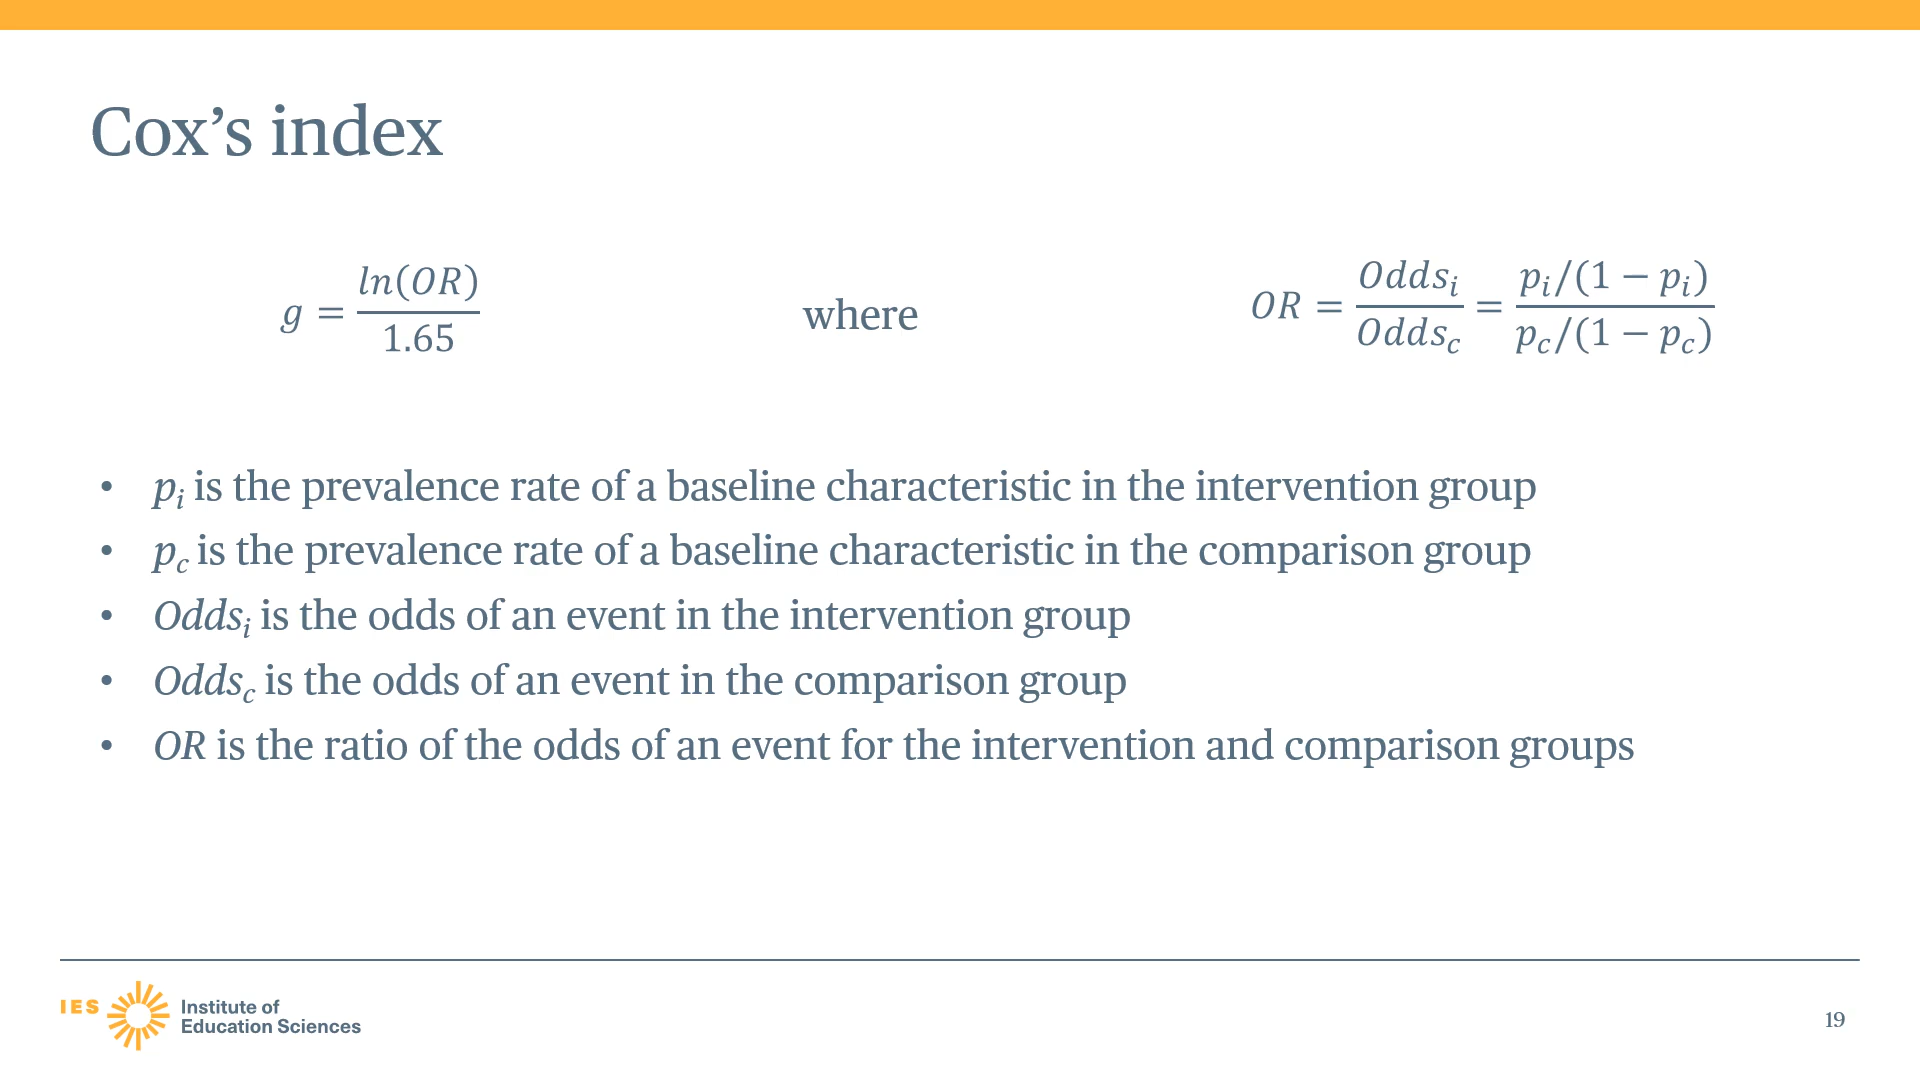 Cox’s index
g = ln(OR) / 1.65
where
OR = Odds_i / Odds_c = p_i/(1 − p_i) / p_c/(1 − p_c)
• p_i is the prevalence rate of a baseline characteristic in the intervention group
• p_c is the prevalence rate of a baseline characteristic in the comparison group
• Odds_i is the odds of an event in the intervention group
• Odds_c is the odds of an event in the comparison group
• OR is the ratio of the odds of an event for the intervention and comparison groups
IES
Institute of
Education Sciences
19